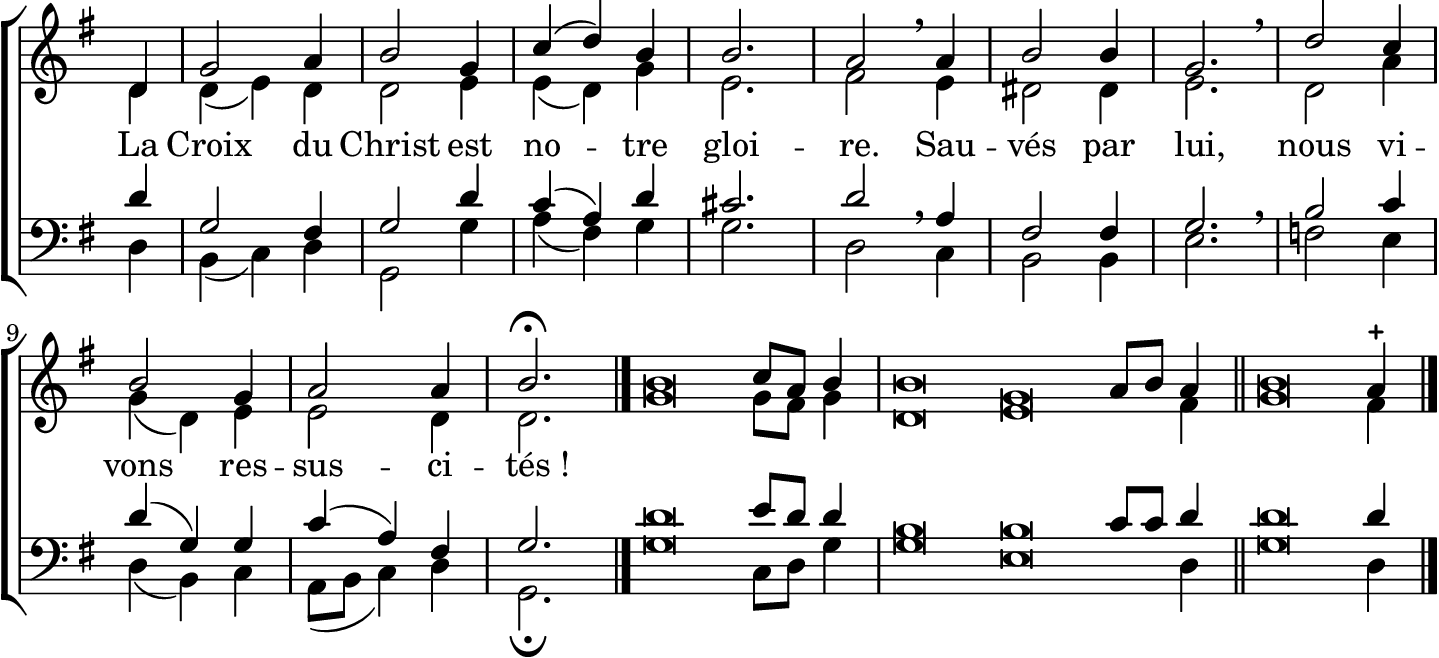 La Croix du Christ est no - tre gloi - re. Sau - vés par lui, nous vi -
9
vons res - sus - ci - tés !